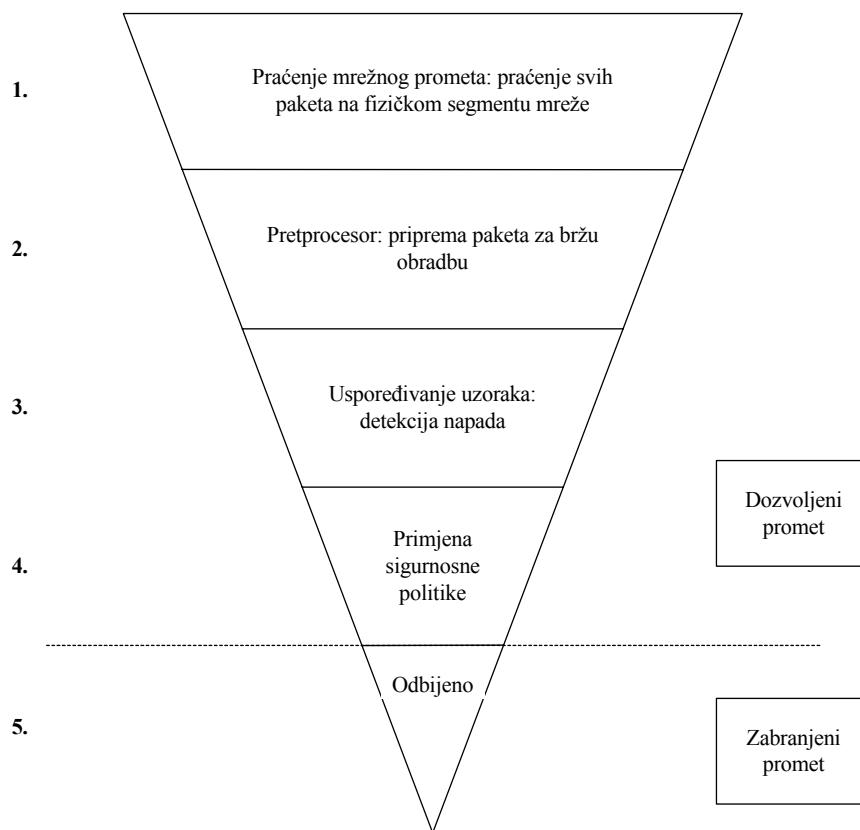 1.
Praćenje mrežnog prometa: praćenje svih
paketa na fizičkom segmentu mreže
2.
Pretprocesor: priprema paketa za bržu
obradbu
3.
Uspoređivanje uzoraka:
detekcija napada
Dozvoljeni
promet
4.
Primjena
sigurnosne
politike
Odbijeno
5.
Zabranjeni
promet